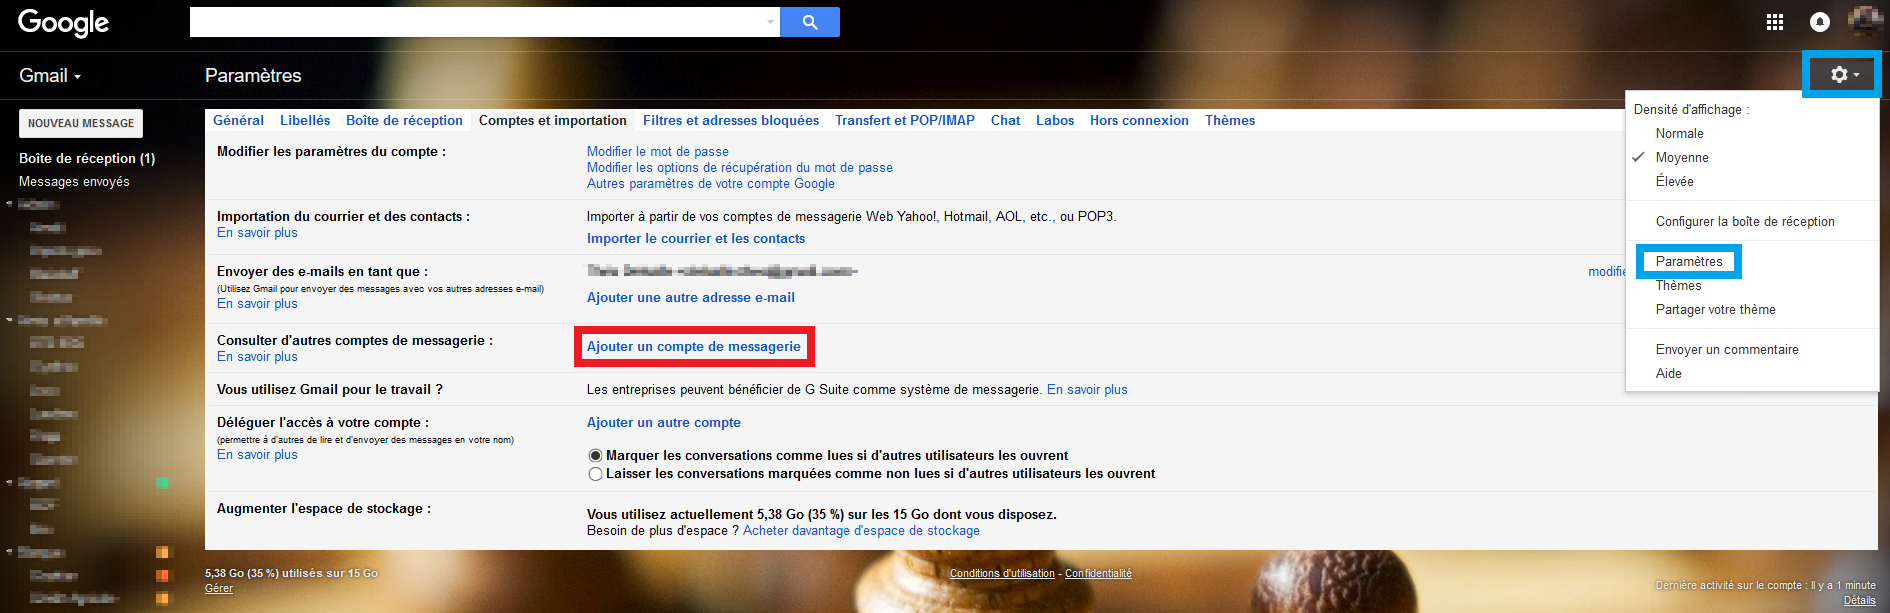 Google
Gmail
Paramètres
NOUVEAU MESSAGE
Boîte de réception (1)
Messages envoyés
Général Libellés Boîte de réception Comptes et importation Filtres et adresses bloquées Transfert et POP/IMAP Chat Labos Hors connexion Thèmes
Modifier les paramètres du compte :
Modifier le mot de passe
Modifier les options de récupération du mot de passe
Autres paramètres de votre compte Google
Importation du courrier et des contacts :
En savoir plus
Importer à partir de vos comptes de messagerie Web Yahoo!, Hotmail, AOL, etc., ou POP3.
Importer le courrier et les contacts
Envoyer des e-mails en tant que :
(Utilisez Gmail pour envoyer des messages avec vos autres adresses e-mail)
En savoir plus
modifie
Ajouter une autre adresse e-mail
Consulter d'autres comptes de messagerie :
En savoir plus
Ajouter un compte de messagerie
Vous utilisez Gmail pour le travail ?
Les entreprises peuvent bénéficier de G Suite comme système de messagerie. En savoir plus
Déléguer l'accès à votre compte :
(permettre à d'autres de lire et d'envoyer des messages en votre nom)
En savoir plus
Ajouter un autre compte
Marquer les conversations comme lues si d'autres utilisateurs les ouvrent
Laisser les conversations marquées comme non lues si d'autres utilisateurs les ouvrent
Augmenter l'espace de stockage :
Vous utilisez actuellement 5,38 Go (35 %) sur les 15 Go dont vous disposez.
Besoin de plus d'espace ? Acheter davantage d'espace de stockage
Densité d'affichage :
Normale
Moyenne
Élevée
Configurer la boîte de réception
Paramètres
Thèmes
Partager votre thème
Envoyer un commentaire
Aide
5,38 Go (35 %) utilisés sur 15 Go
Gérer
Conditions d'utilisation - Confidentialité
Dernière activité sur le compte : Il y a 1 minute
Détails